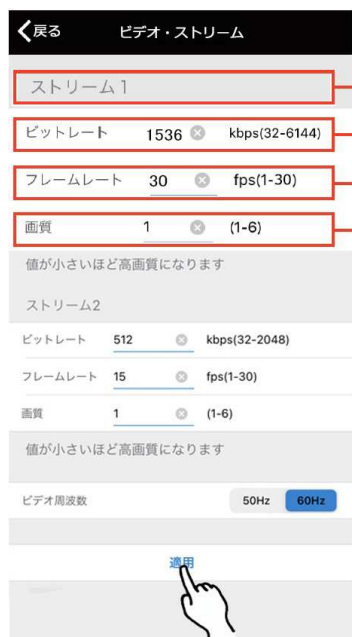 戻る ビデオ・ストリーム
ストリーム1
ビットレート 1536 kbps(32-6144)
フレームレート 30 fps(1-30)
画質 1 (1-6)
値が小さいほど高画質になります
ストリーム2
ビットレート 512 kbps(32-2048)
フレームレート 15 fps(1-30)
画質 1 (1-6)
値が小さいほど高画質になります
ビデオ周波数 50Hz 60Hz
適用